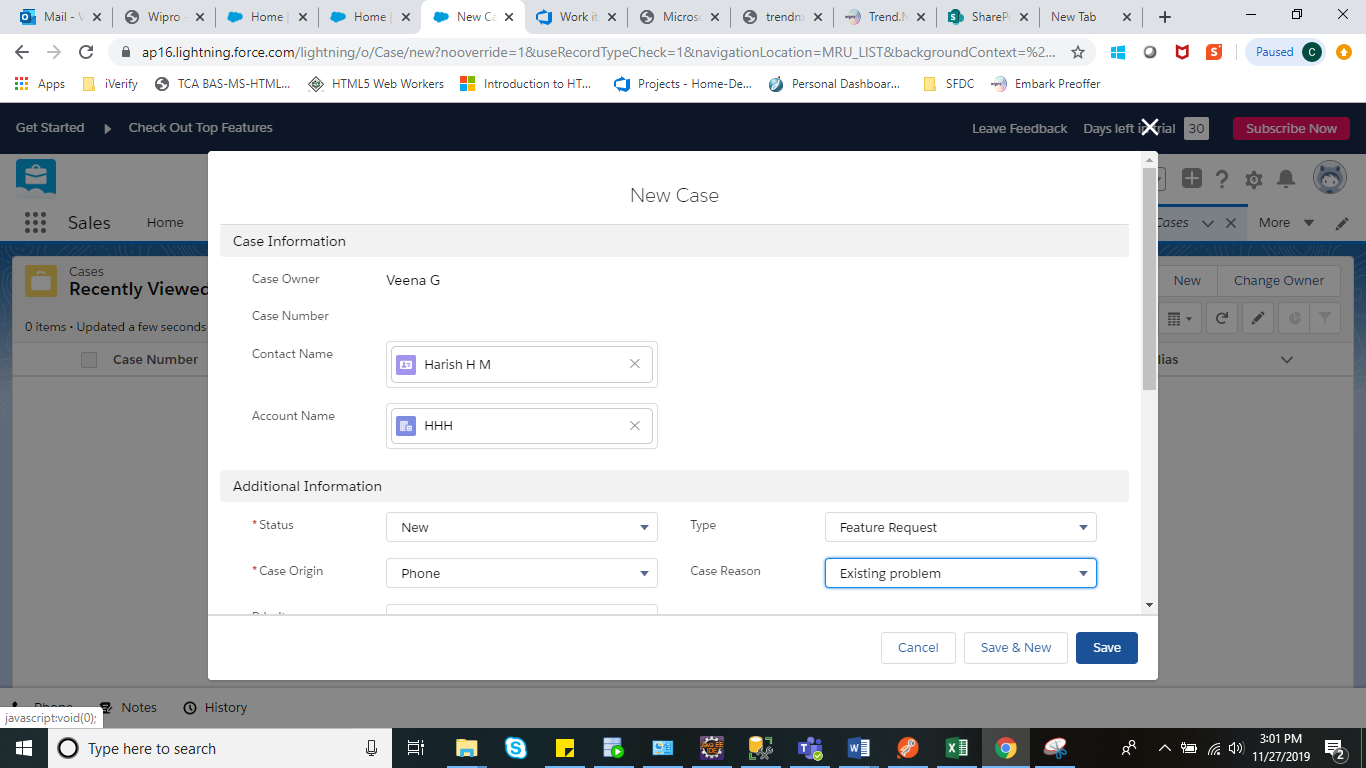 Mail - V
Wipro -
Home
Home
New Ca
Work it
Microso
trendnx
Trend.N
SharePo
New Tab
ap16.lightning.force.com/lightning/o/Case/new?nooverride=1&useRecordTypeCheck=1&navigationLocation=MRU_LIST&backgroundContext=%2...
Paused C
Apps iVerify TCA BAS-MS-HTML... HTML5 Web Workers Introduction to HT... Projects - Home-De... Personal Dashboar... SFDC Embark Preoffer
Get Started Check Out Top Features Leave Feedback Days left in trial 30 Subscribe Now
New Case
Sales Home Cases More
Case Information
Cases
Recently Viewed
New Change Owner
0 items • Updated a few seconds
Case Number
lias
Case Owner Veena G
Case Number
Contact Name Harish H M
Account Name HHH
Additional Information
*Status New Type Feature Request
*Case Origin Phone Case Reason Existing problem
Cancel Save & New Save
Phone Notes History
javascript:void(0);
Type here to search
3:01 PM
11/27/2019
2